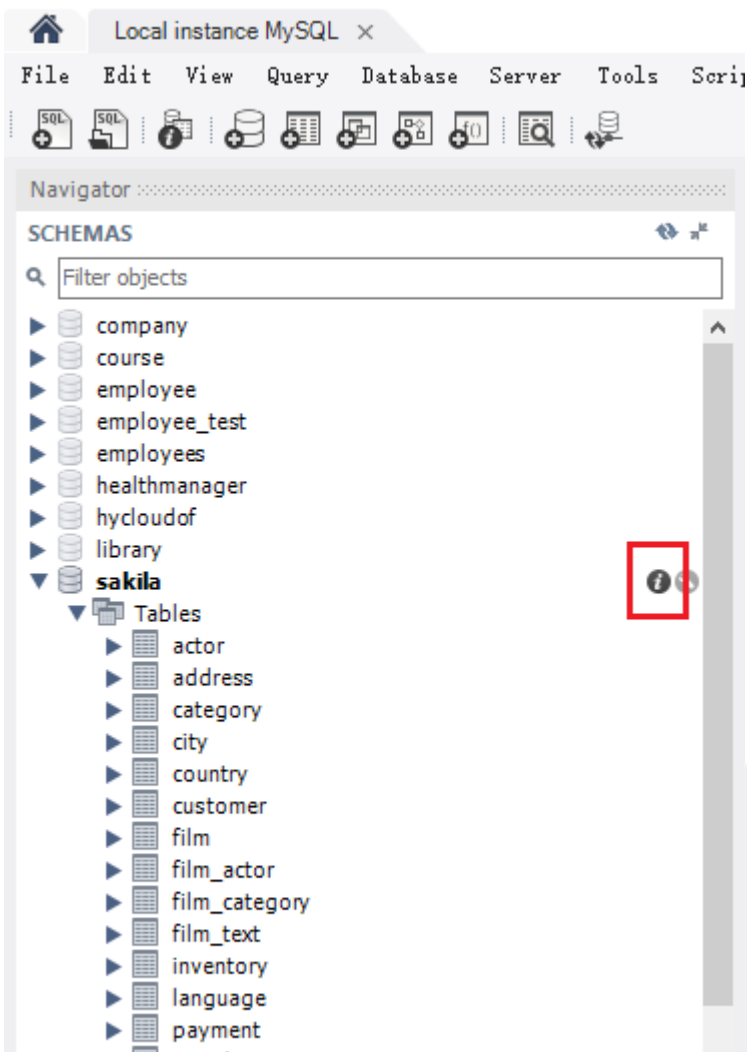 Local instance MySQL ×
File Edit View Query Database Server Tools Scrip
SQL SQL f()
Navigator
SCHEMAS
Filter objects
company
course
employee
employee_test
employees
healthmanager
hycloudof
library
sakila
Tables
actor
address
category
city
country
customer
film
film_actor
film_category
film_text
inventory
language
payment